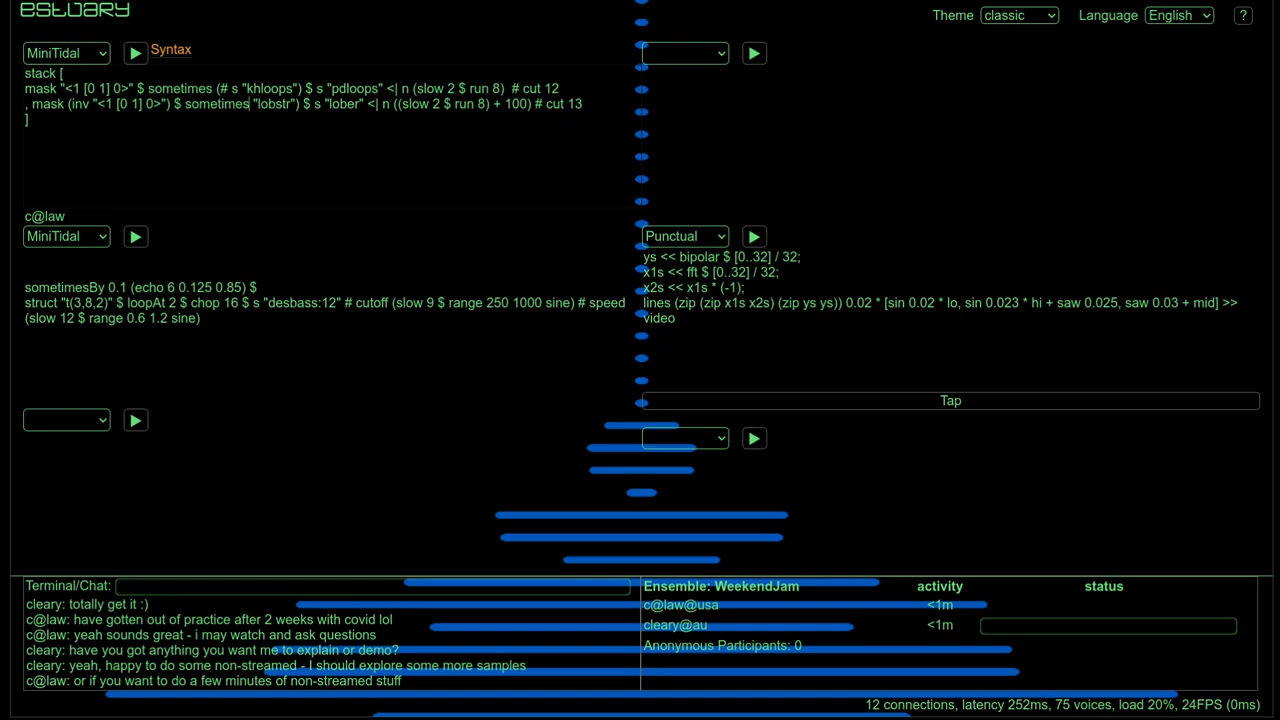 estuary
Theme classic Language English ?
MiniTidal Syntax
stack [
mask "<1 [0 1] 0>" $ sometimes (# s "khloops") $ s "pdloops" <| n (slow 2 $ run 8)  # cut 12
, mask (inv "<1 [0 1] 0>") $ sometimes "lobstr") $ s "lober" <| n ((slow 2 $ run 8) + 100) # cut 13
]
c@law
MiniTidal
sometimesBy 0.1 (echo 6 0.125 0.85) $
struct "t(3,8,2)" $ loopAt 2 $ chop 16 $ s "desbass:12" # cutoff (slow 9 $ range 250 1000 sine) # speed
(slow 12 $ range 0.6 1.2 sine)
Punctual
ys << bipolar $ [0..32] / 32;
x1s << fft $ [0..32] / 32;
x2s << x1s * (-1);
lines (zip (zip x1s x2s) (zip ys ys)) 0.02 * [sin 0.02 * lo, sin 0.023 * hi + saw 0.025, saw 0.03 + mid] >>
video
Tap
Terminal/Chat:
cleary: totally get it :)
c@law: have gotten out of practice after 2 weeks with covid lol
c@law: yeah sounds great - i may watch and ask questions
cleary: have you got anything you want me to explain or demo?
cleary: yeah, happy to do some non-streamed - I should explore some more samples
c@law: or if you want to do a few minutes of non-streamed stuff
Ensemble: WeekendJam activity status
c@law@usa <1m
cleary@au <1m
Anonymous Participants: 0
12 connections, latency 252ms, 75 voices, load 20%, 24FPS (0ms)